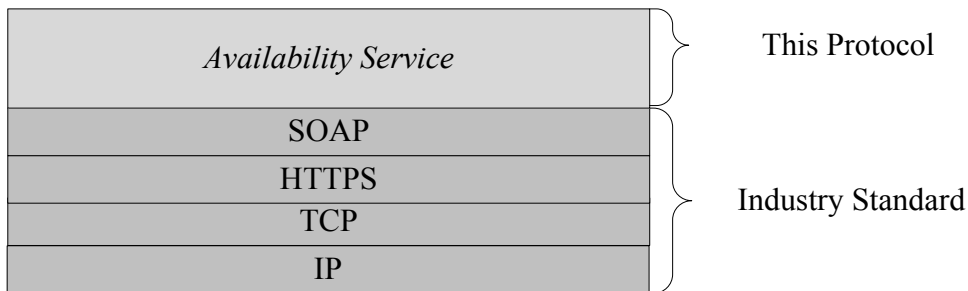 Availability Service
This Protocol
SOAP
HTTPS
TCP
IP
Industry Standard